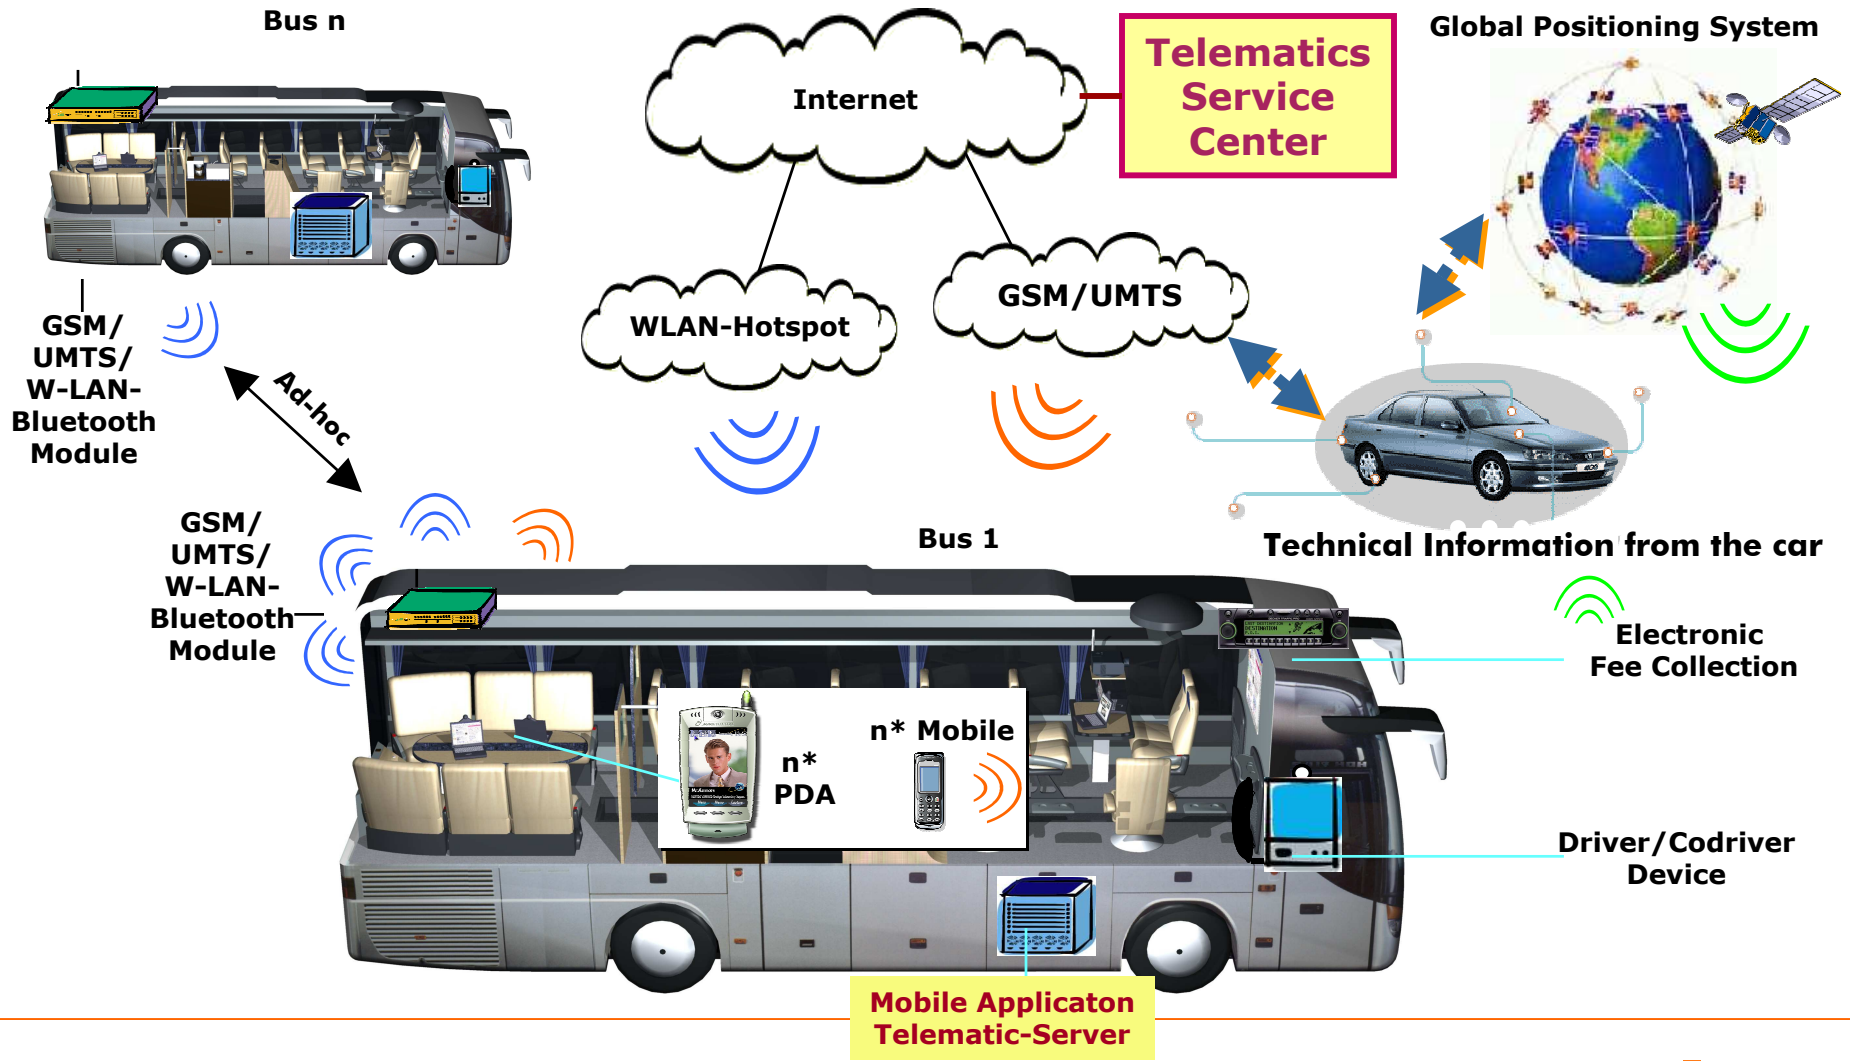 Bus n
Internet
Telematics
Service
Center
Global Positioning System
WLAN-Hotspot
GSM/UMTS
GSM/
UMTS/
W-LAN-
Bluetooth
Module
Ad-hoc
GSM/
UMTS/
W-LAN-
Bluetooth
Module
Bus 1
Technical Information from the car
Electronic
Fee Collection
n*
PDA
n* Mobile
Driver/Codriver
Device
Mobile Applicaton
Telematic-Server